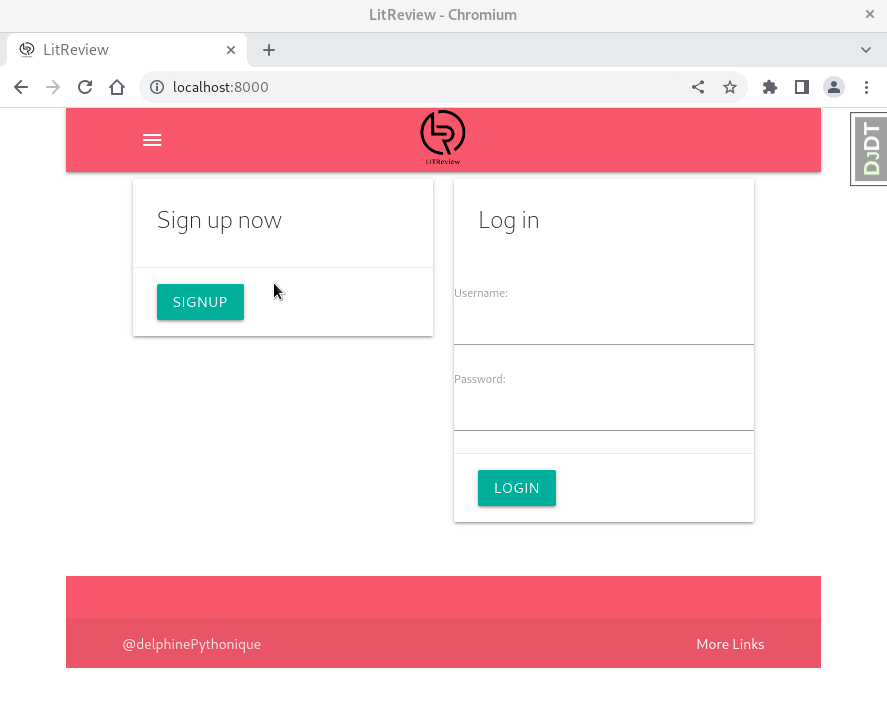 LitReview - Chromium
LitReview
localhost:8000
LITReview
DJDT
Sign up now
SIGNUP
Log in
Username:
Password:
LOGIN
@delphinePythonique
More Links